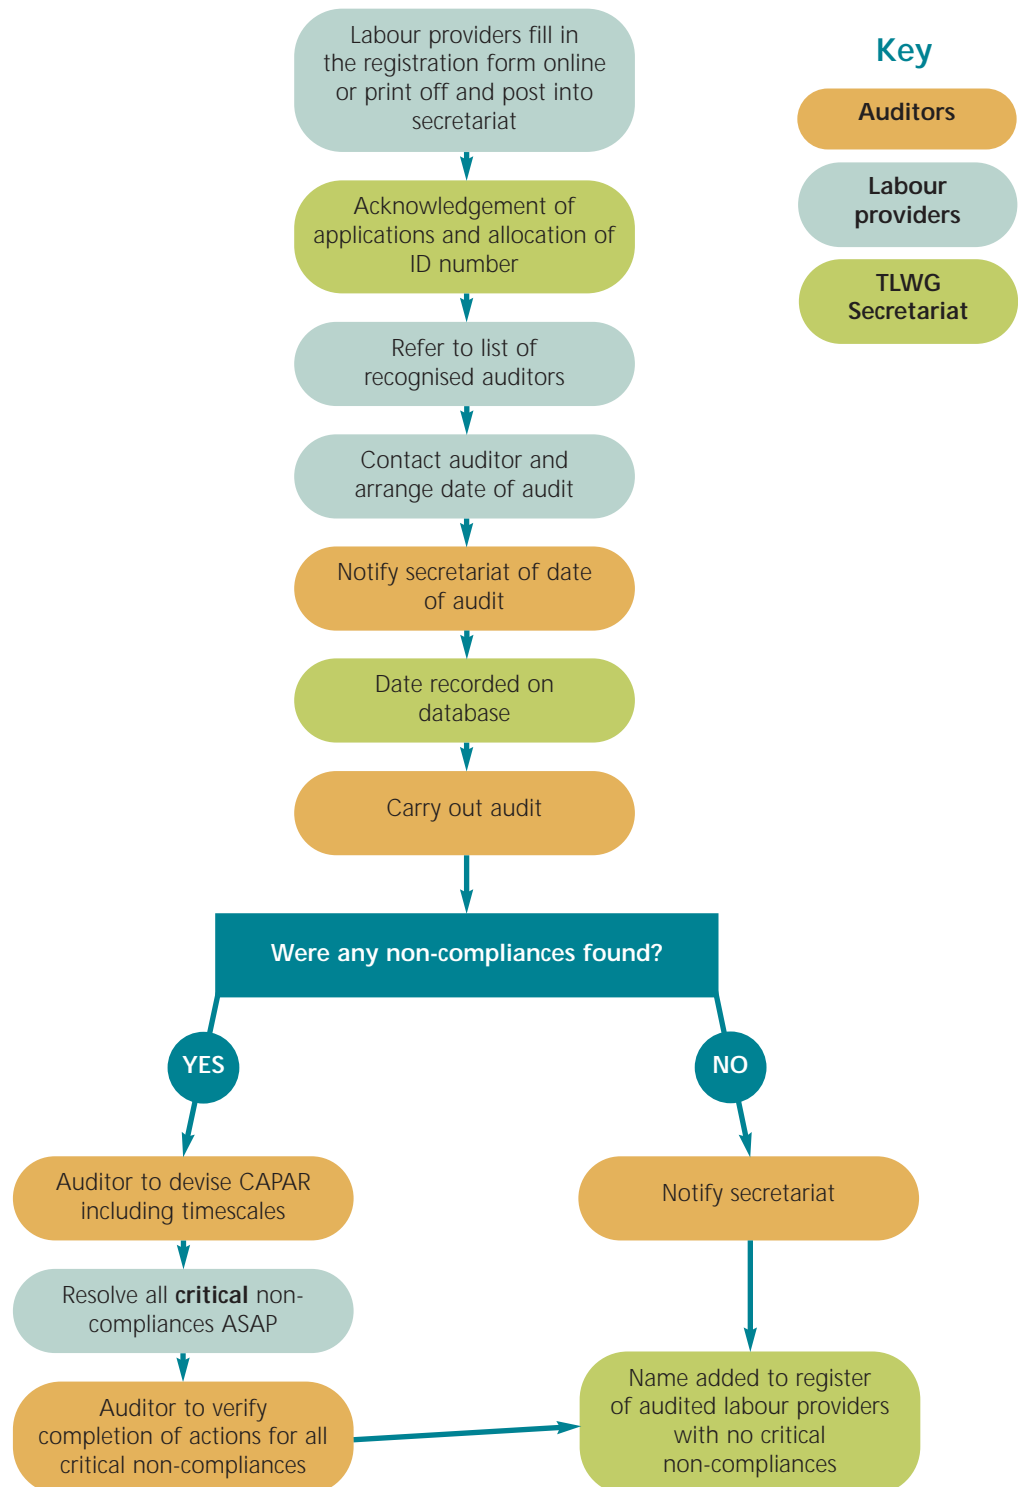 Labour providers fill in
the registration form online
or print off and post into
secretariat
Key
Auditors
Labour
providers
TLWG
Secretariat
Acknowledgement of
applications and allocation of
ID number
Refer to list of
recognised auditors
Contact auditor and
arrange date of audit
Notify secretariat of date
of audit
Date recorded on
database
Carry out audit
Were any non-compliances found?
YES
NO
Auditor to devise CAPAR
including timescales
Notify secretariat
Resolve all critical non-
compliances ASAP
Auditor to verify
completion of actions for all
critical non-compliances
Name added to register
of audited labour providers
with no critical
non-compliances